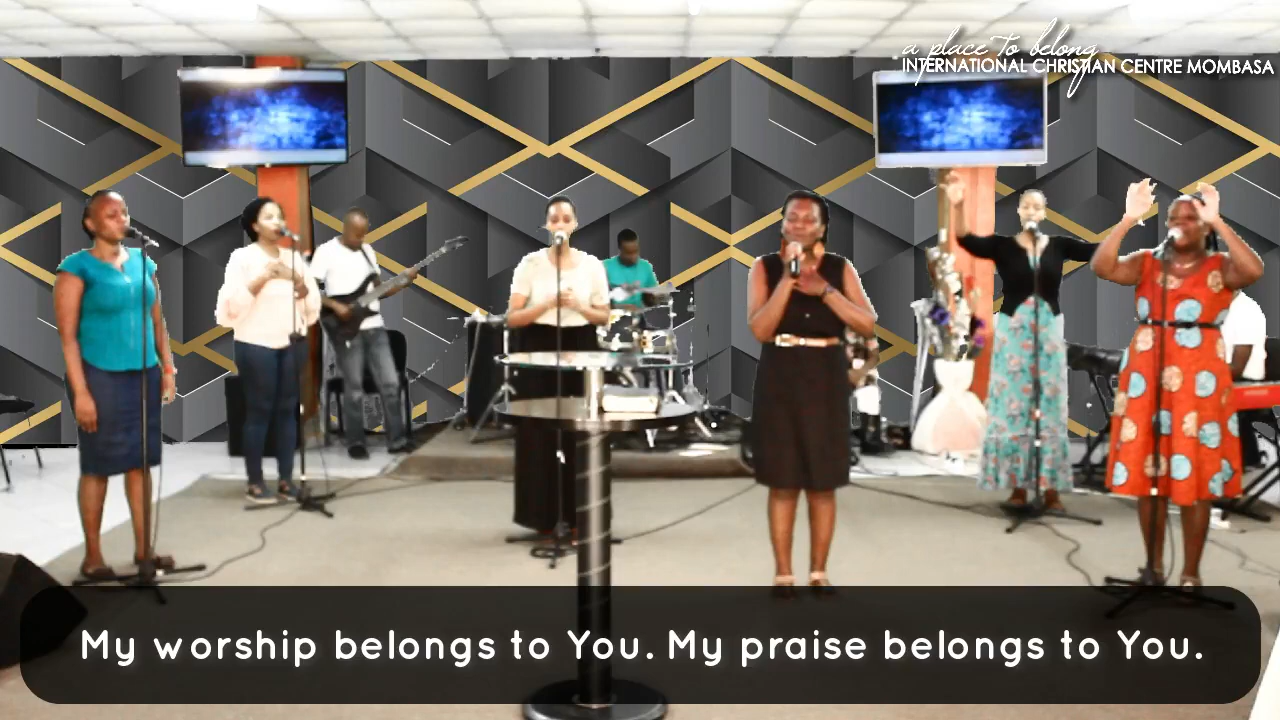 a place to belong
INTERNATIONAL CHRISTIAN CENTRE MOMBASA
My worship belongs to You. My praise belongs to You.